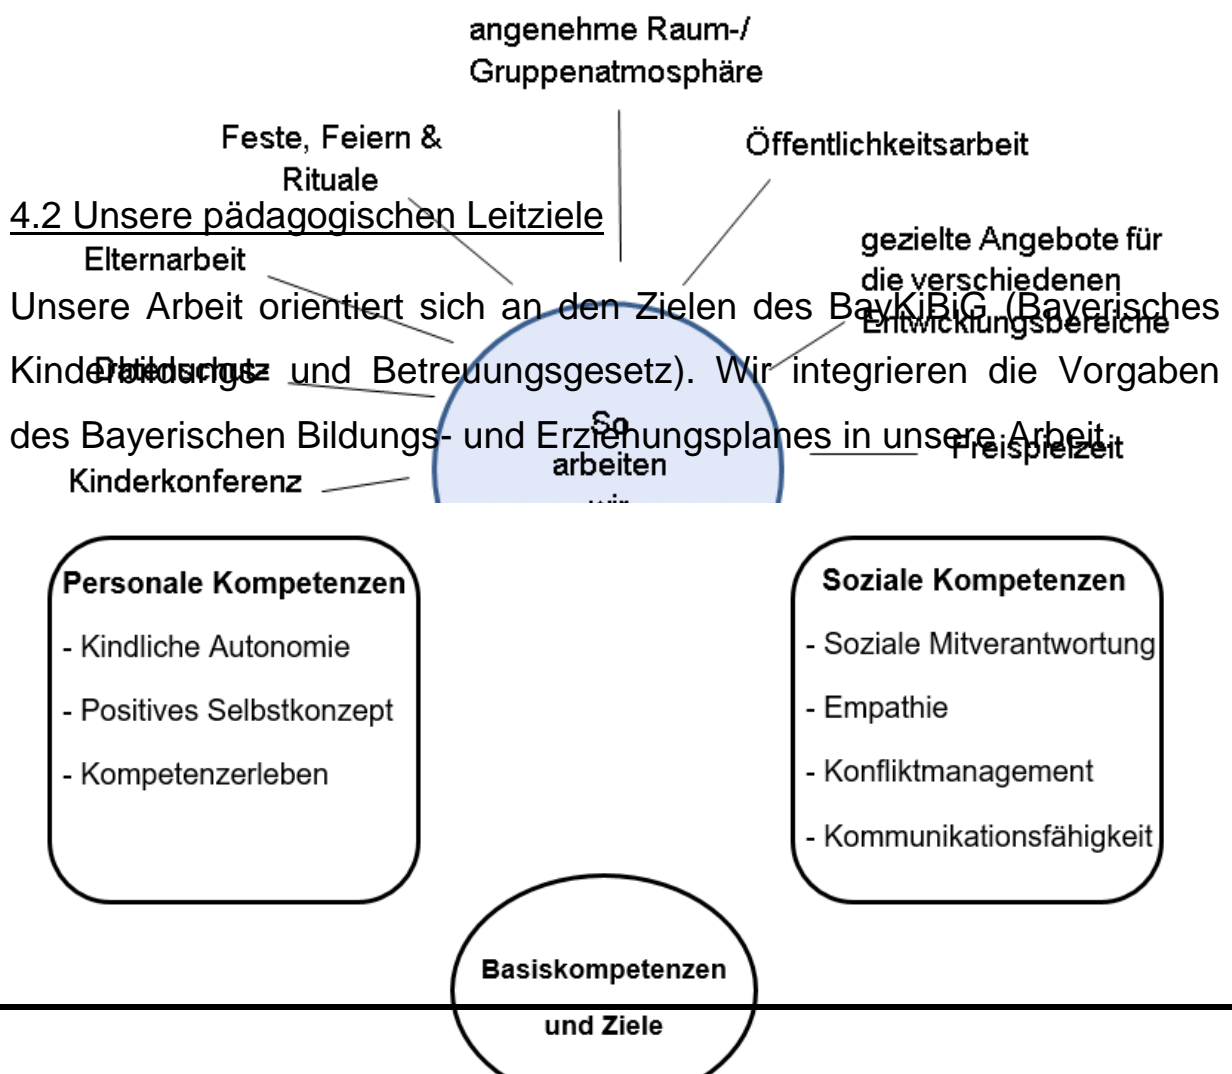 angenehme Raum-/
Gruppenatmosphäre
Feste, Feiern &
Rituale
Öffentlichkeitsarbeit
4.2 Unsere pädagogischen Leitziele
Elternarbeit
gezielte Angebote für
die verschiedenen
Entwicklungsbereiche
Unsere Arbeit orientiert sich an den Zielen des BayKiBiG (Bayerisches
Kinderbildungs- und Betreuungsgesetz). Wir integrieren die Vorgaben
des Bayerischen Bildungs- und Erziehungsplanes in unsere Arbeit.
Datenschutz
So
arbeiten
wir
Freispielzeit
Kinderkonferenz
Personale Kompetenzen
- Kindliche Autonomie
- Positives Selbstkonzept
- Kompetenzerleben
Soziale Kompetenzen
- Soziale Mitverantwortung
- Empathie
- Konfliktmanagement
- Kommunikationsfähigkeit
Basiskompetenzen
und Ziele